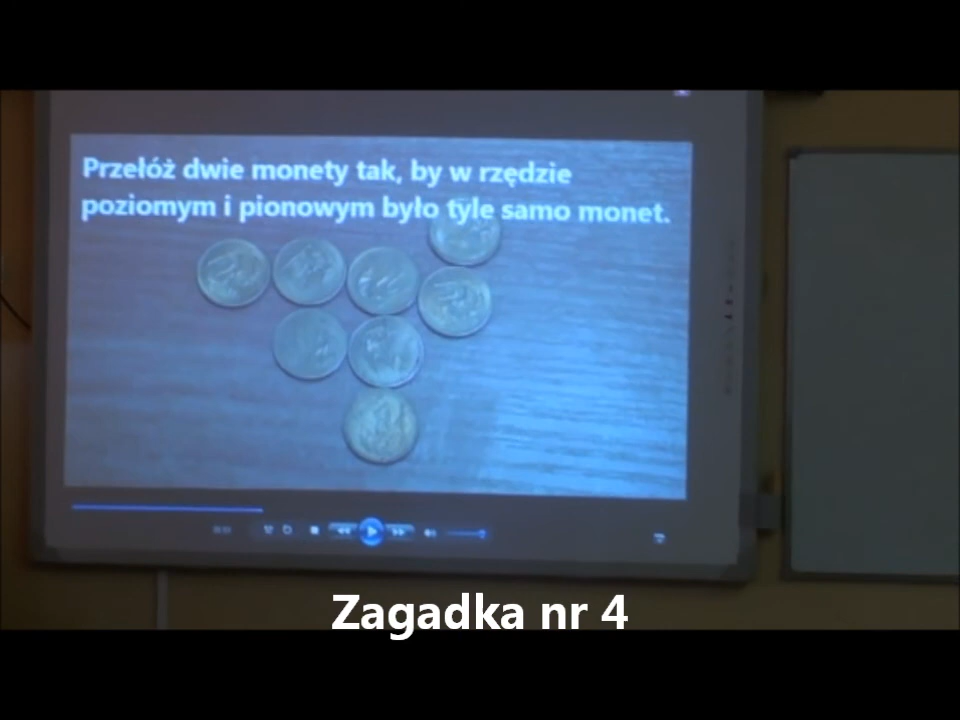 Przełóż dwie monety tak, by w rzędzie
poziomym i pionowym było tyle samo monet.
Zagadka nr 4